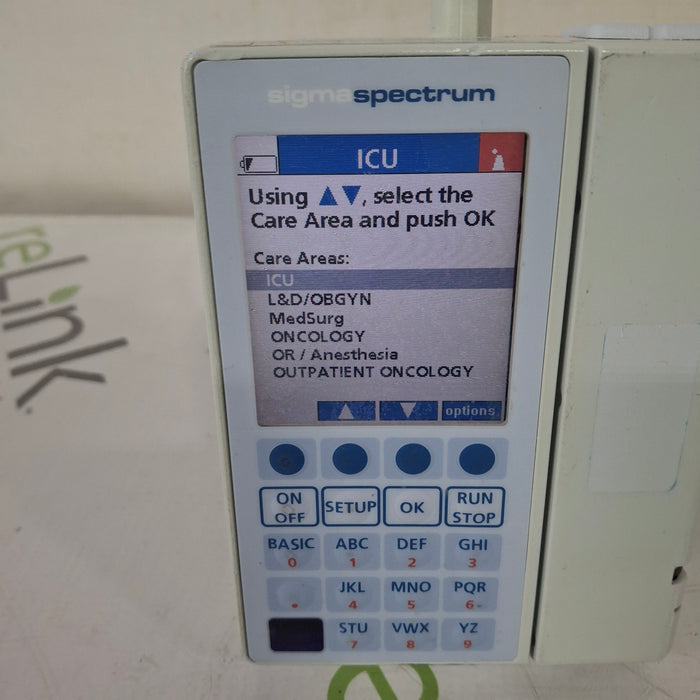 sigmaspectrum
ICU
Using ▲▼, select the
Care Area and push OK
Care Areas:
ICU
L&D/OBGYN
MedSurg
ONCOLOGY
OR / Anesthesia
OUTPATIENT ONCOLOGY
▲ ▼ options
ON OFF
SETUP
OK
RUN STOP
BASIC 0
ABC 1
DEF 2
GHI 3
.
JKL 4
MNO 5
PQR 6
STU 7
VWX 8
YZ 9
reLink.